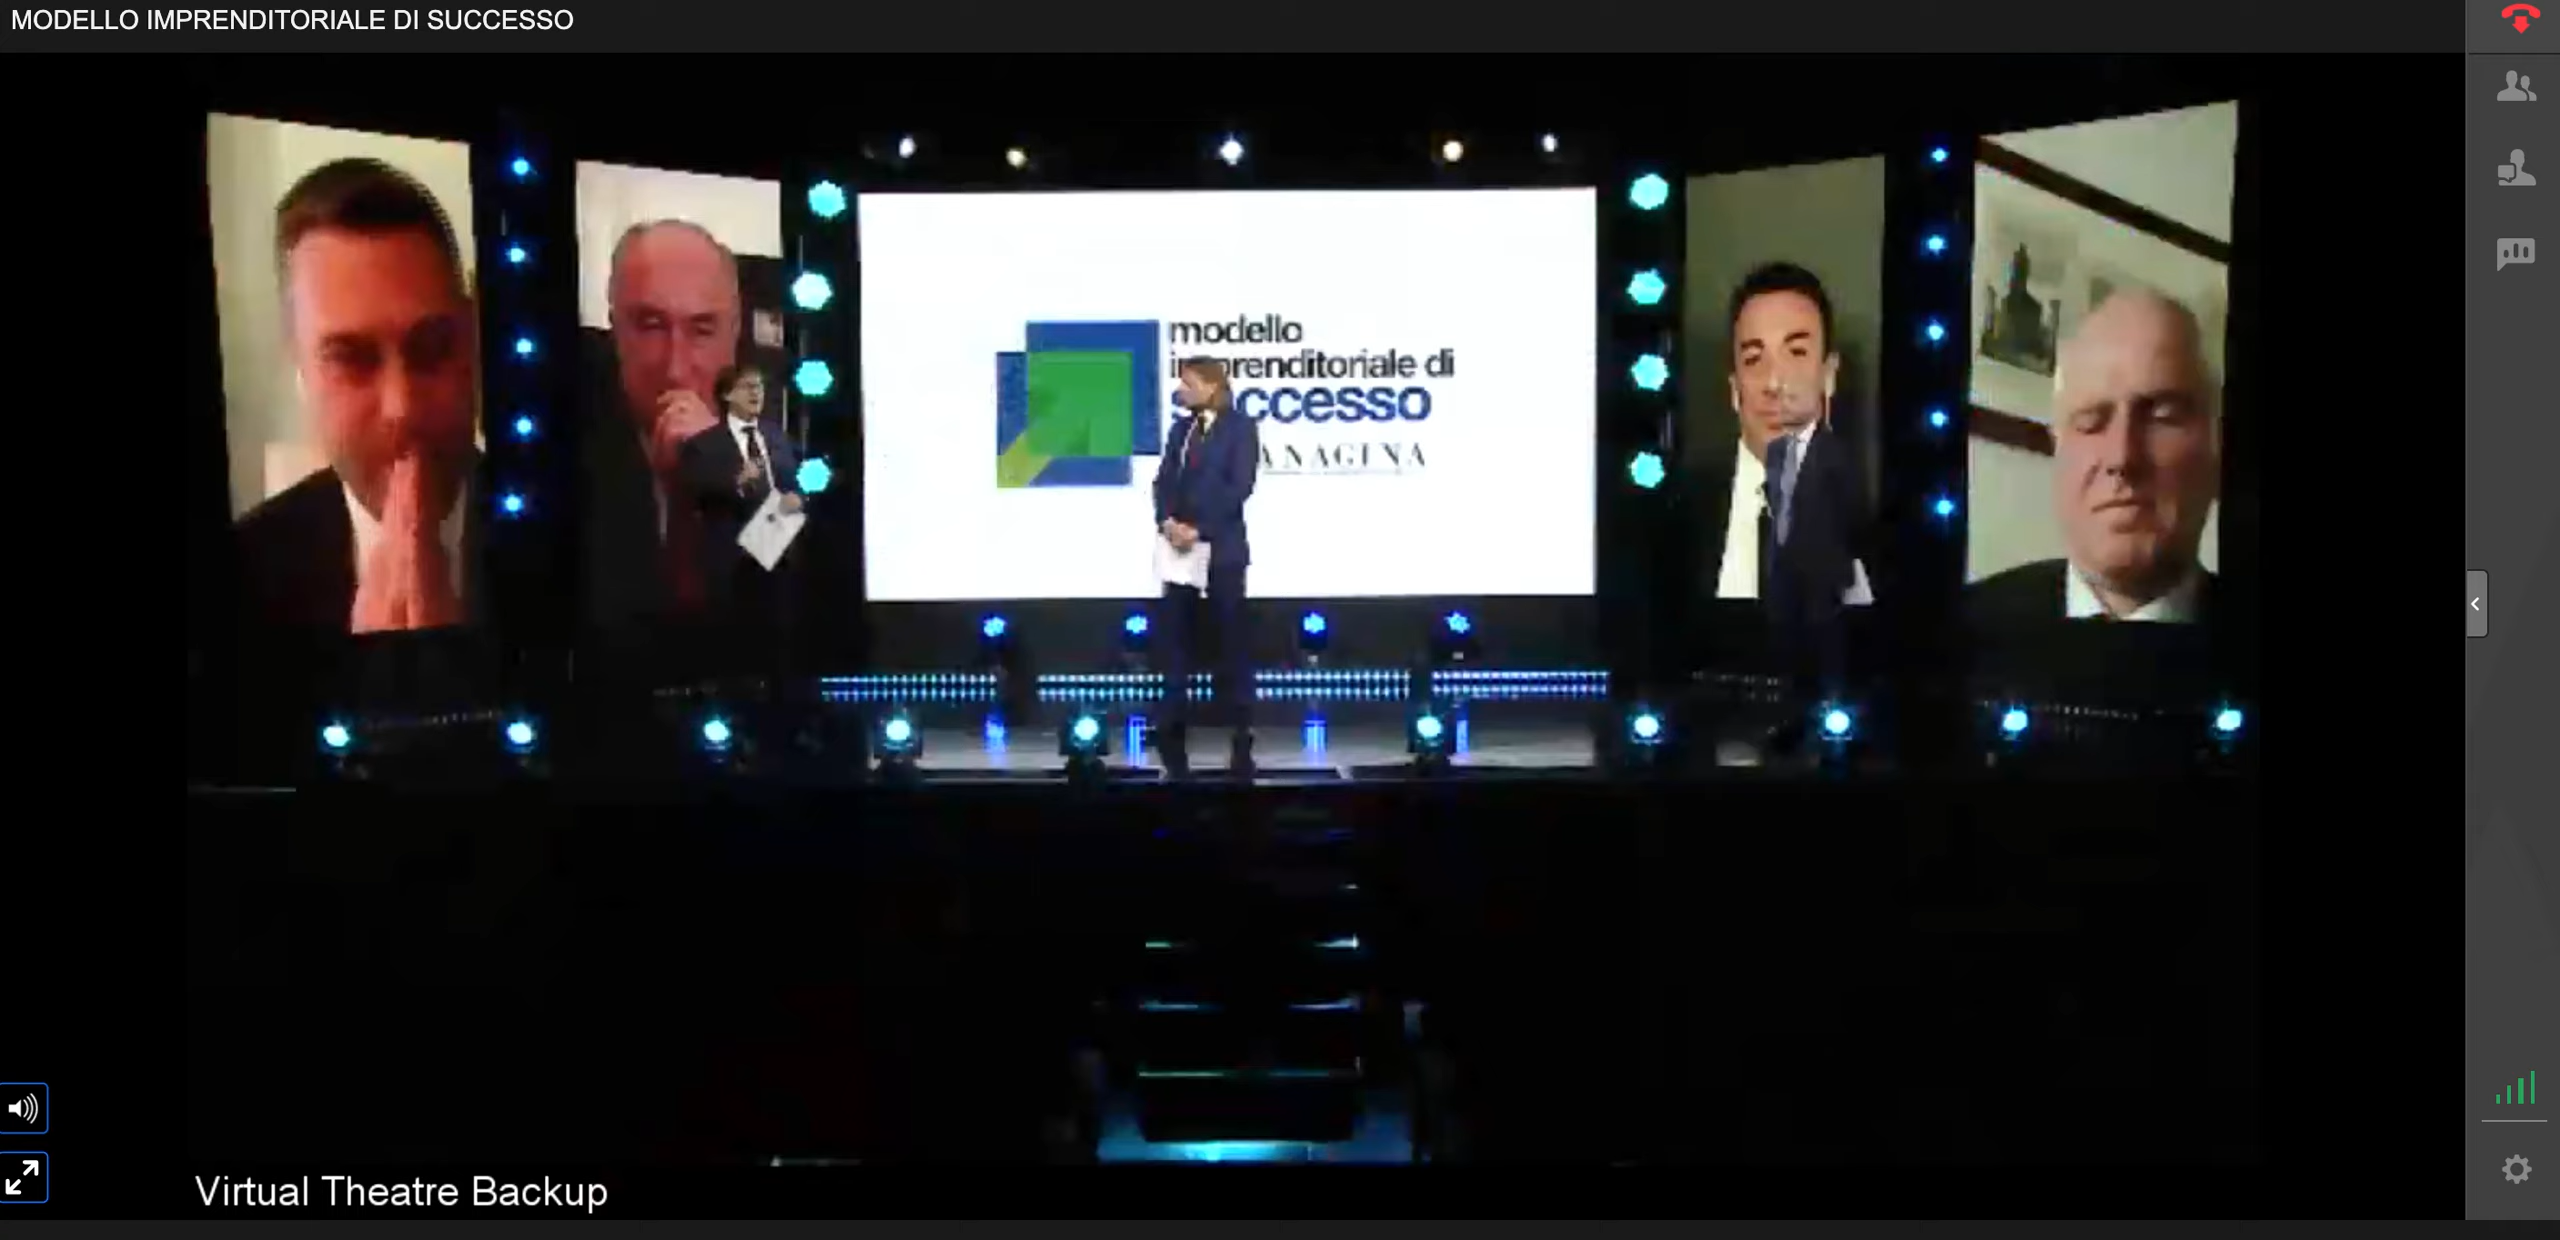 MODELLO IMPRENDITORIALE DI SUCCESSO
modello
imprenditoriale di
successo
Virtual Theatre Backup